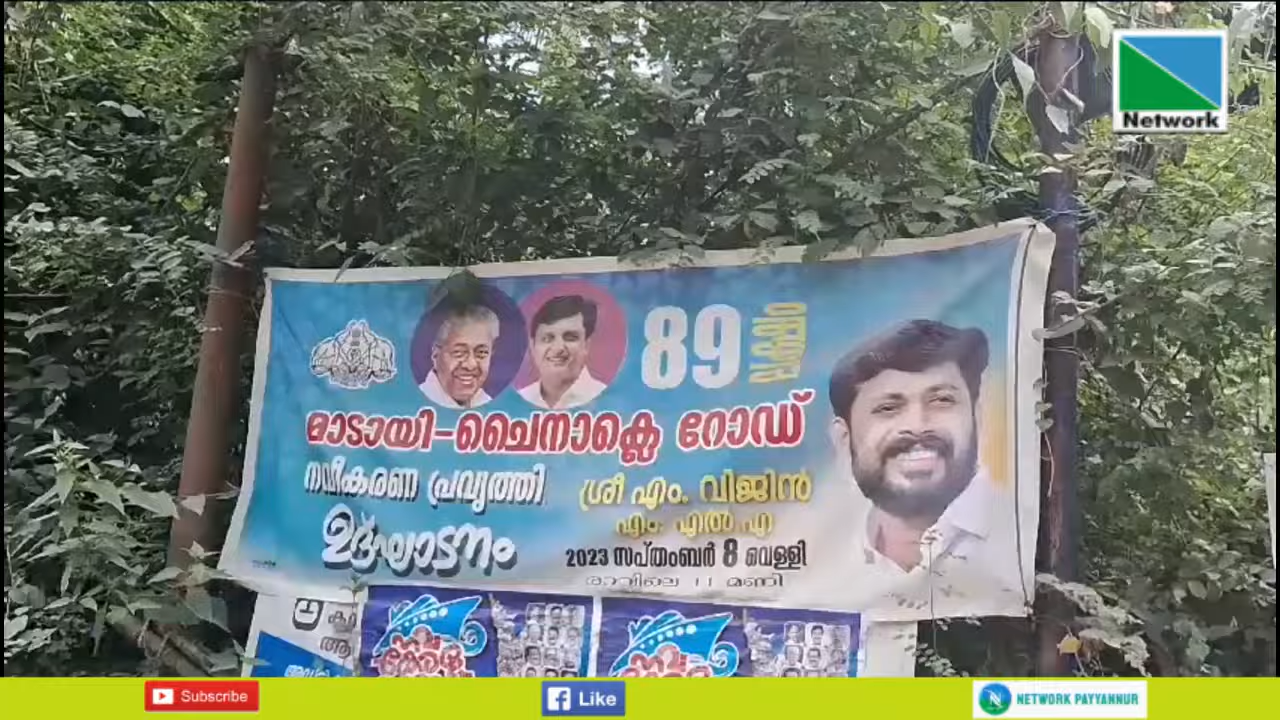 Network
89 ലക്ഷം
മാടായി-ചൈനാക്ലെ റോഡ്
നവീകരണ പ്രവൃത്തി
ഉദ്ഘാടനം
ശ്രീ എം. വിജിൻ
എം. എൽ. എ
2023 സപ്തംബർ 8 വെള്ളി
രാവിലെ 11 മണി
Subscribe
Like
NETWORK PAYYANNUR